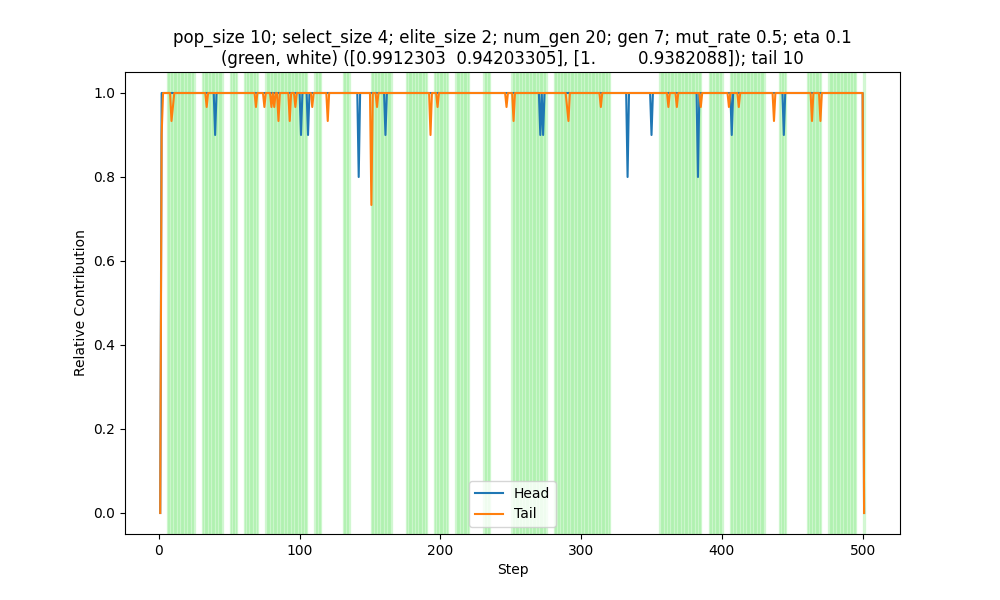 pop_size 10; select_size 4; elite_size 2; num_gen 20; gen 7; mut_rate 0.5; eta 0.1
(green, white) ([0.9912303  0.94203305], [1.         0.9382088]); tail 10
Relative Contribution
1.0
0.8
0.6
0.4
0.2
0.0
Head
Tail
0 100 200 300 400 500
Step